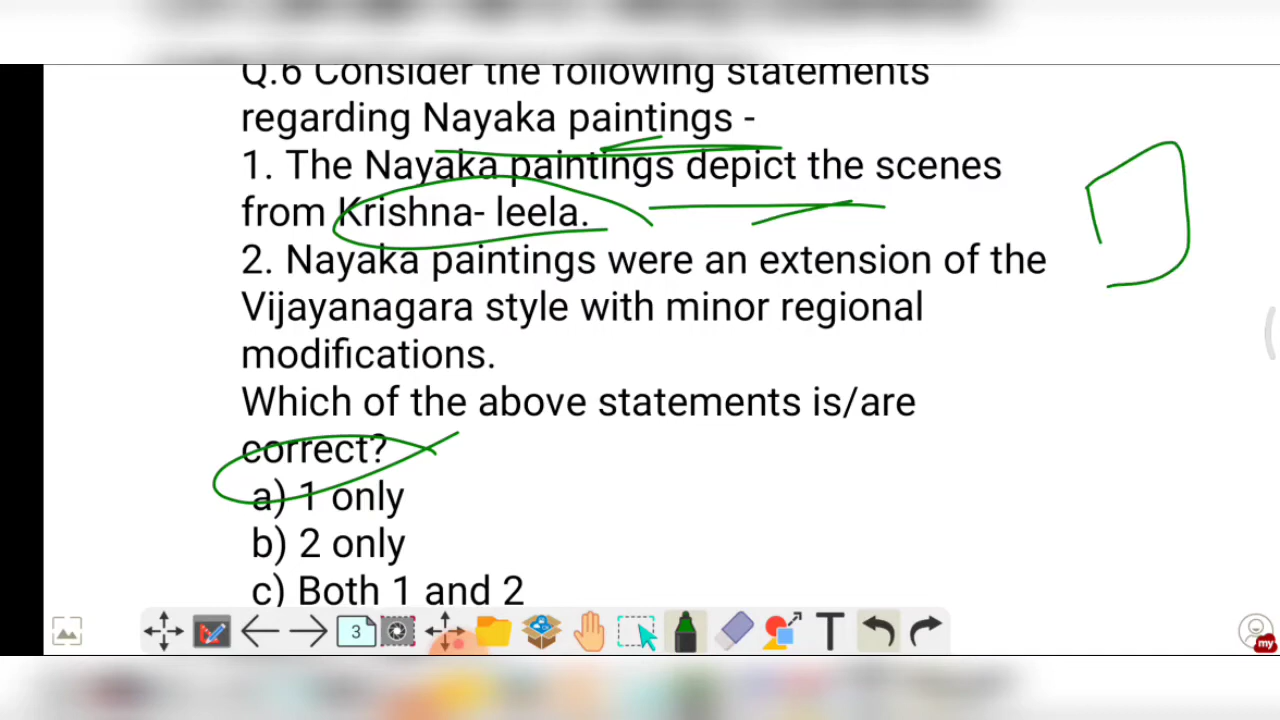 Q.6 Consider the following statements
regarding Nayaka paintings -
1. The Nayaka paintings depict the scenes
from Krishna- leela.
2. Nayaka paintings were an extension of the
Vijayanagara style with minor regional
modifications.
Which of the above statements is/are
correct?
a) 1 only
b) 2 only
c) Both 1 and 2
3
T
my